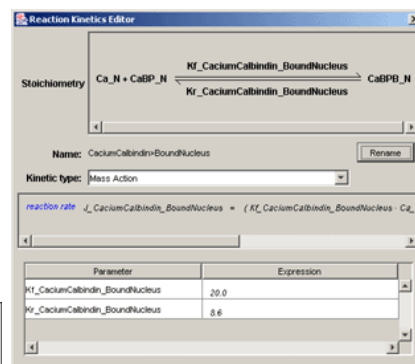 Reaction Kinetics Editor
Kf_CaciumCalbindin_BoundNucleus
Stoichiometry Ca_N + CaBP_N CaBPB_N
Kr_CaciumCalbindin_BoundNucleus
Name: CaciumCalbindin>BoundNucleus Rename
Kinetic type: Mass Action
reaction rate J_CaciumCalbindin_BoundNucleus = ( Kf_CaciumCalbindin_BoundNucleus · Ca_
Parameter Expression
Kf_CaciumCalbindin_BoundNucleus 20.0
Kr_CaciumCalbindin_BoundNucleus 8.6